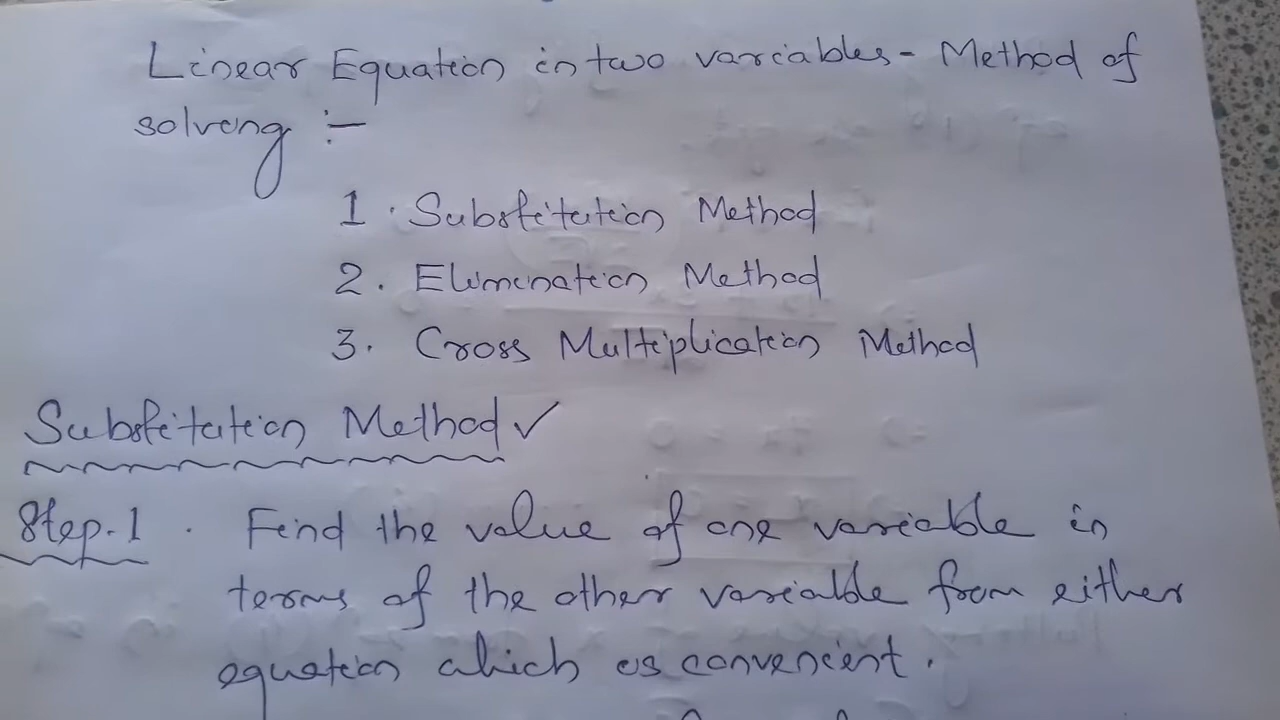 Linear Equation in two variables - Method of
solving :-
1. Substitution Method
2. Elimination Method
3. Cross Multiplication Method
Substitution Method ✓
Step-1. Find the value of one variable in
terms of the other variable from either
equation which is convenient.